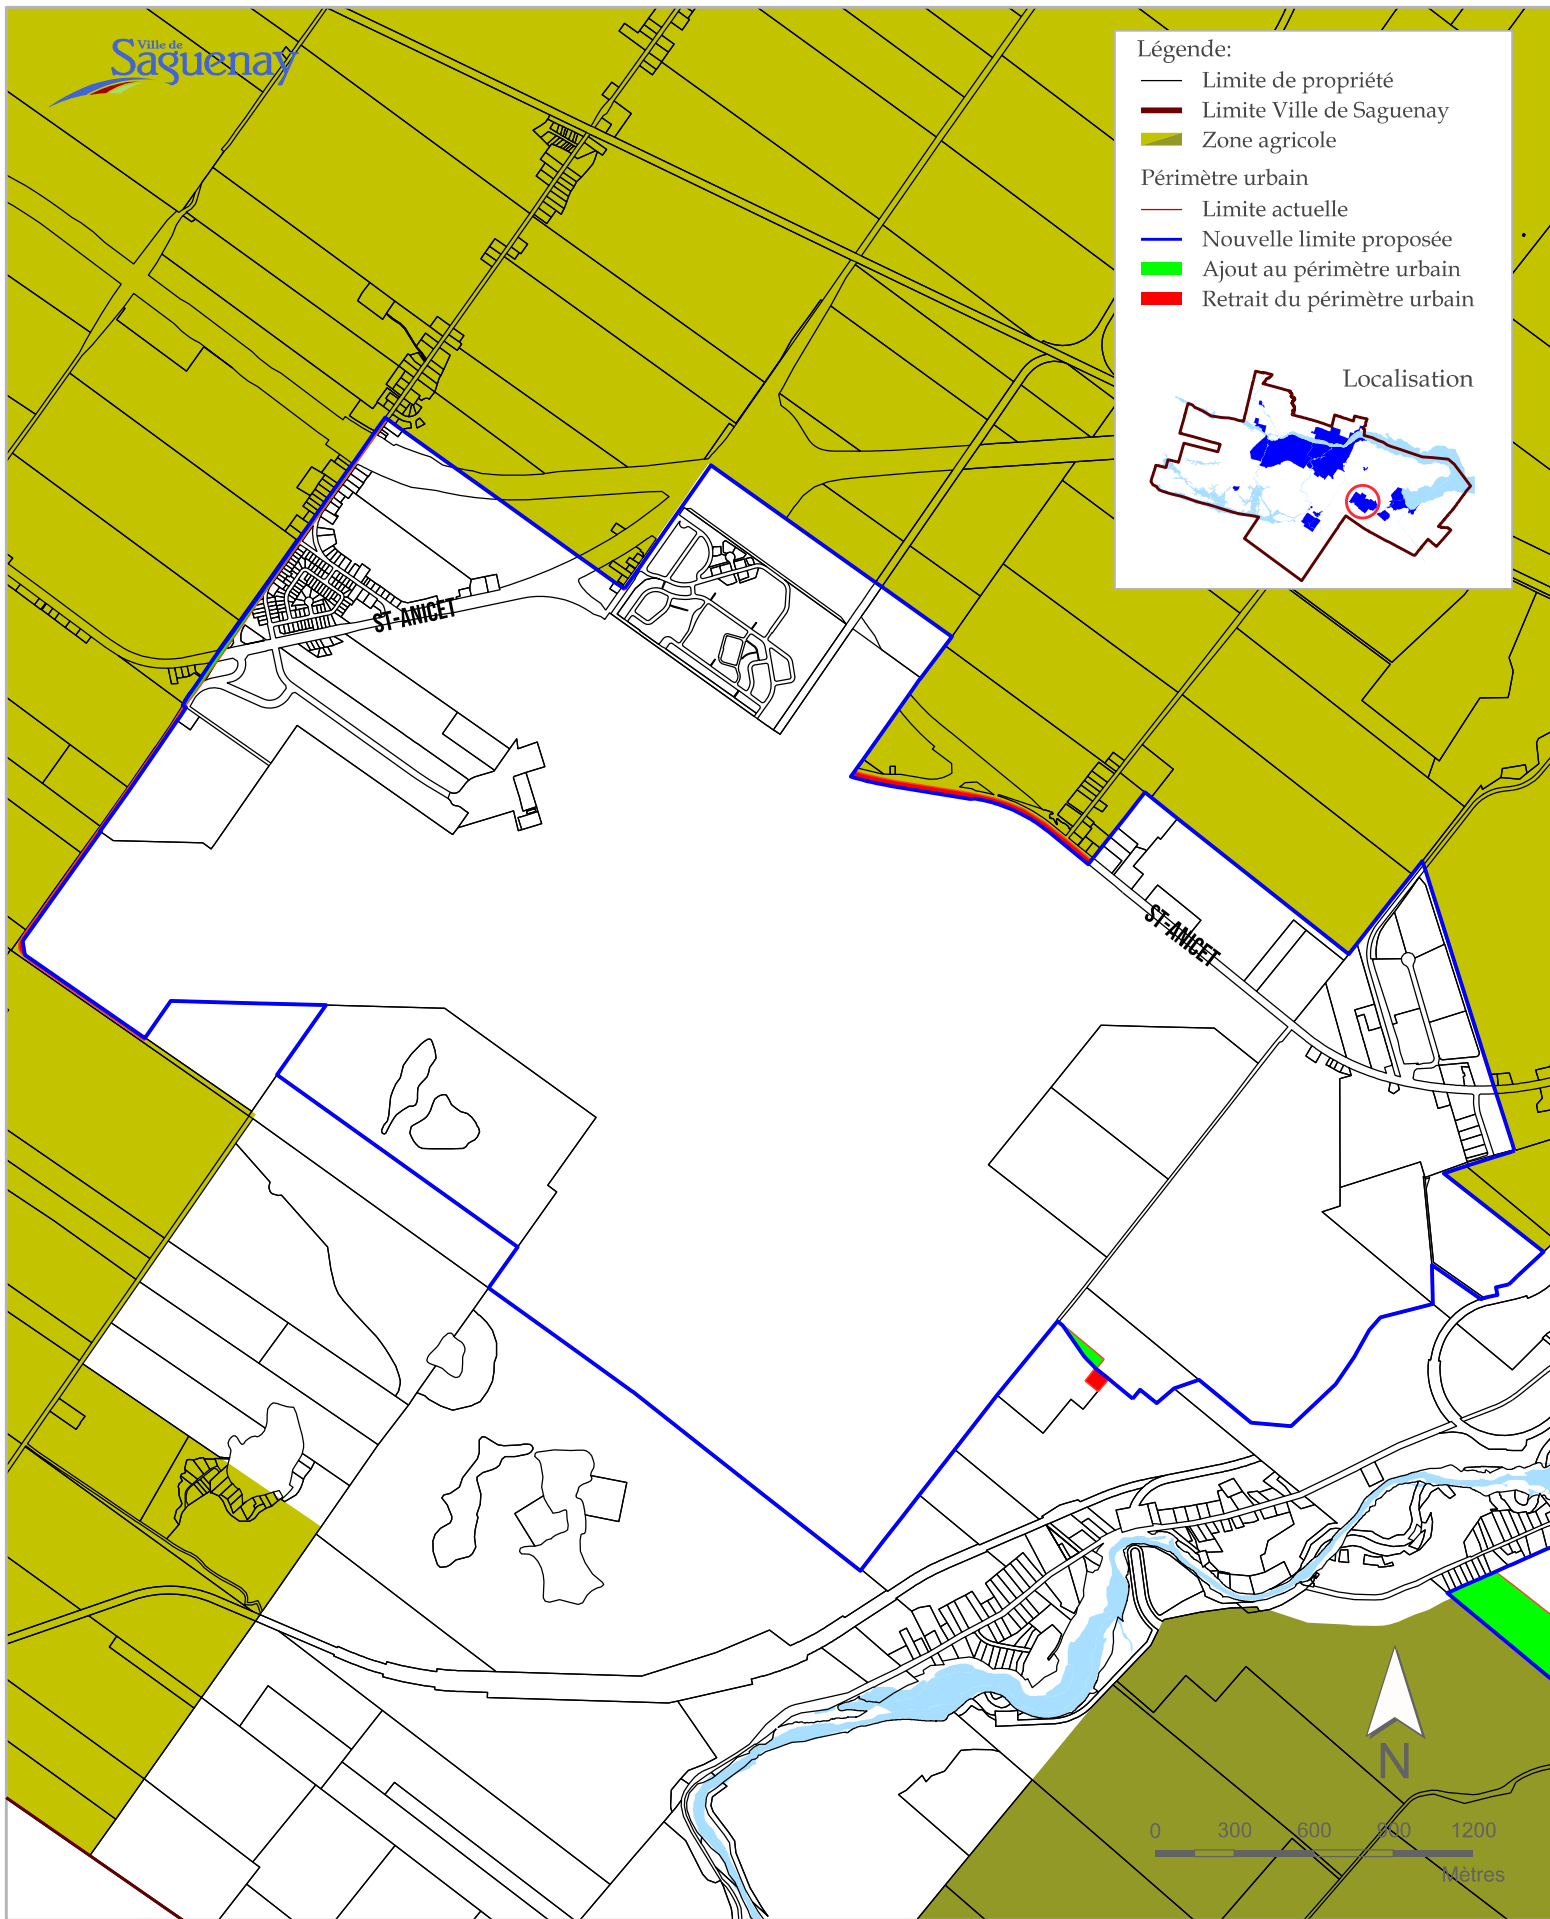 Ville de
Saguenay
Légende:
Limite de propriété
Limite Ville de Saguenay
Zone agricole
Périmètre urbain
Limite actuelle
Nouvelle limite proposée
Ajout au périmètre urbain
Retrait du périmètre urbain
Localisation
ST-ANICET
ST-ANICET
N
0 300 600 900 1200
Mètres